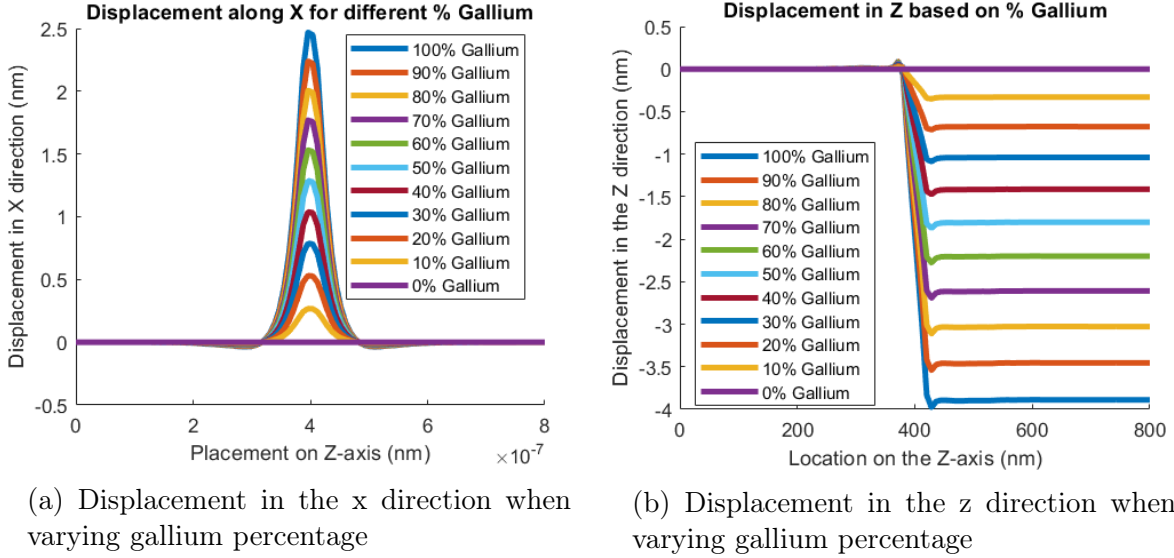 Displacement along X for different % Gallium
Displacement in X direction (nm)
2.5
2
1.5
1
0.5
0
-0.5
100% Gallium
90% Gallium
80% Gallium
70% Gallium
60% Gallium
50% Gallium
40% Gallium
30% Gallium
20% Gallium
10% Gallium
0% Gallium
0 2 4 6 8
Placement on Z-axis (nm) ×10⁻⁷
(a) Displacement in the x direction when
varying gallium percentage
Displacement in Z based on % Gallium
Displacement in the Z direction (nm)
0.5
0
-0.5
-1
-1.5
-2
-2.5
-3
-3.5
-4
100% Gallium
90% Gallium
80% Gallium
70% Gallium
60% Gallium
50% Gallium
40% Gallium
30% Gallium
20% Gallium
10% Gallium
0% Gallium
0 200 400 600 800
Location on the Z-axis (nm)
(b) Displacement in the z direction when
varying gallium percentage